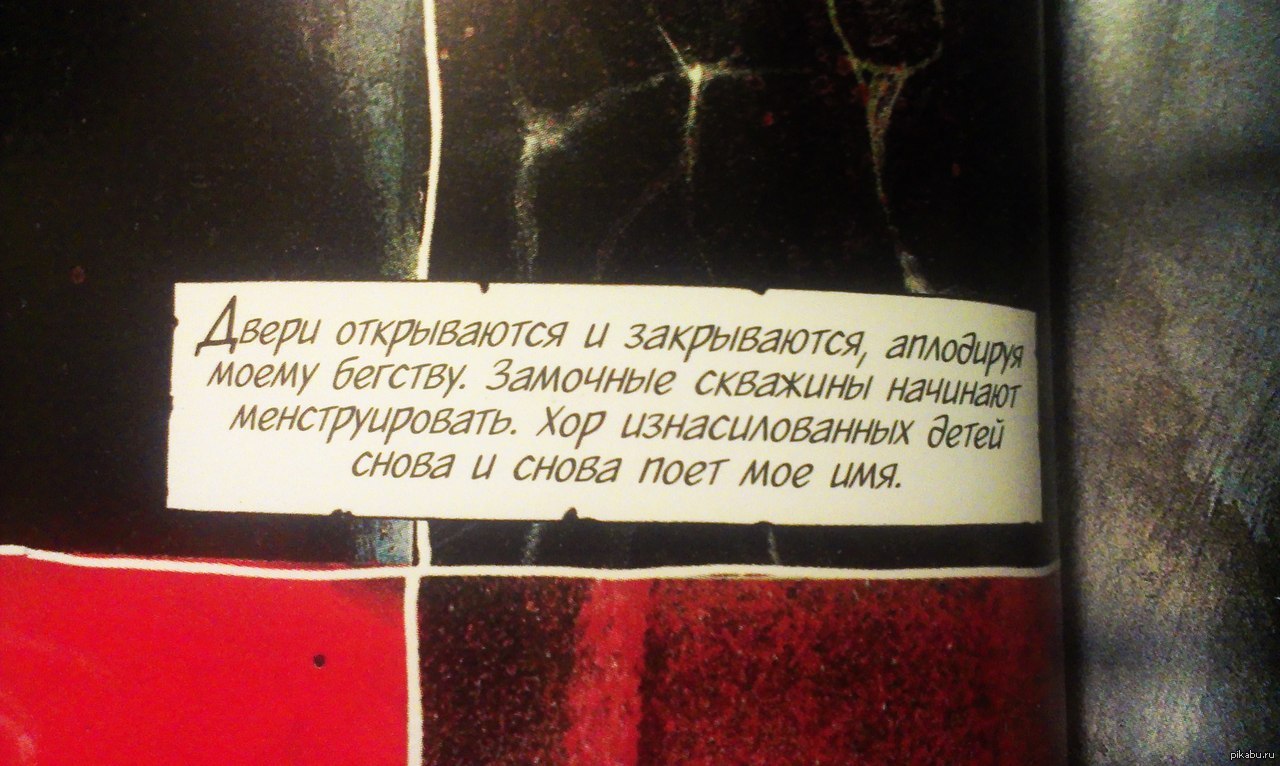 Двери открываются и закрываются, аплодируя
моему бегству. Замочные скважины начинают
менструировать. Хор изнасилованных детей
снова и снова поет мое имя.
pikabu.ru